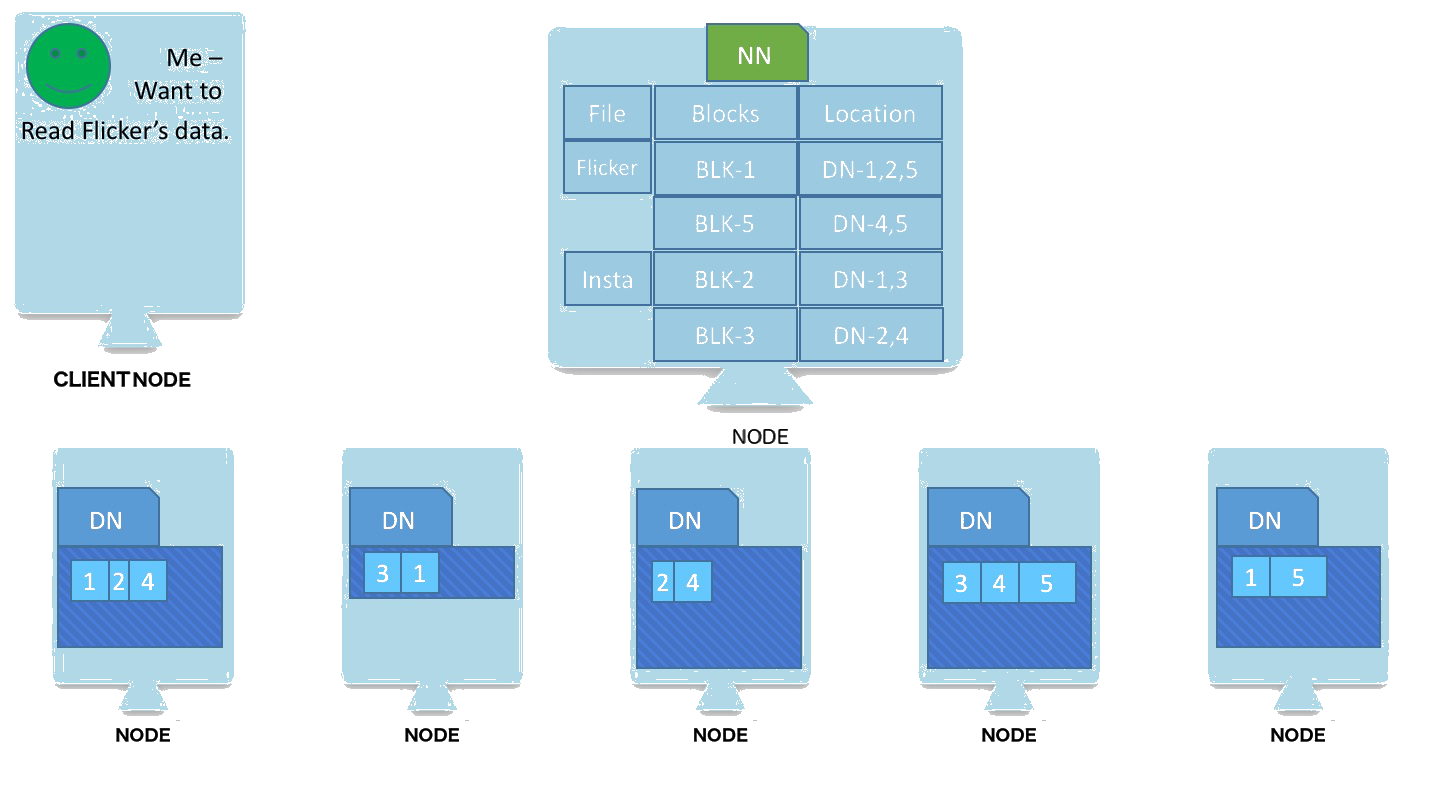 Me –
Want to
Read Flicker's data.
CLIENT NODE
NN
File Blocks Location
Flicker BLK-1 DN-1,2,5
BLK-5 DN-4,5
Insta BLK-2 DN-1,3
BLK-3 DN-2,4
NODE
DN
1 2 4
NODE
DN
3 1
NODE
DN
2 4
NODE
DN
3 4 5
NODE
DN
1 5
NODE